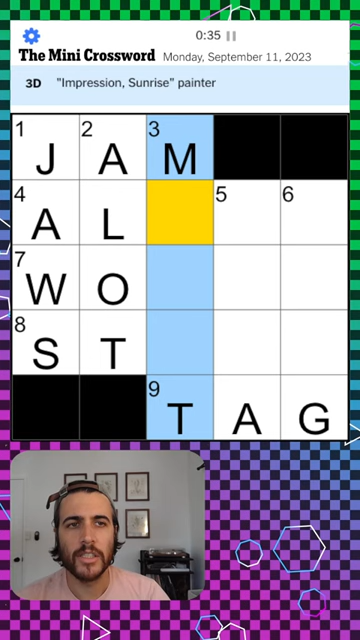 0:35
The Mini Crossword Monday, September 11, 2023
3D "Impression, Sunrise" painter
1 2 3
J A M
4 5 6
A L
7
W O
8
S T
9
T A G